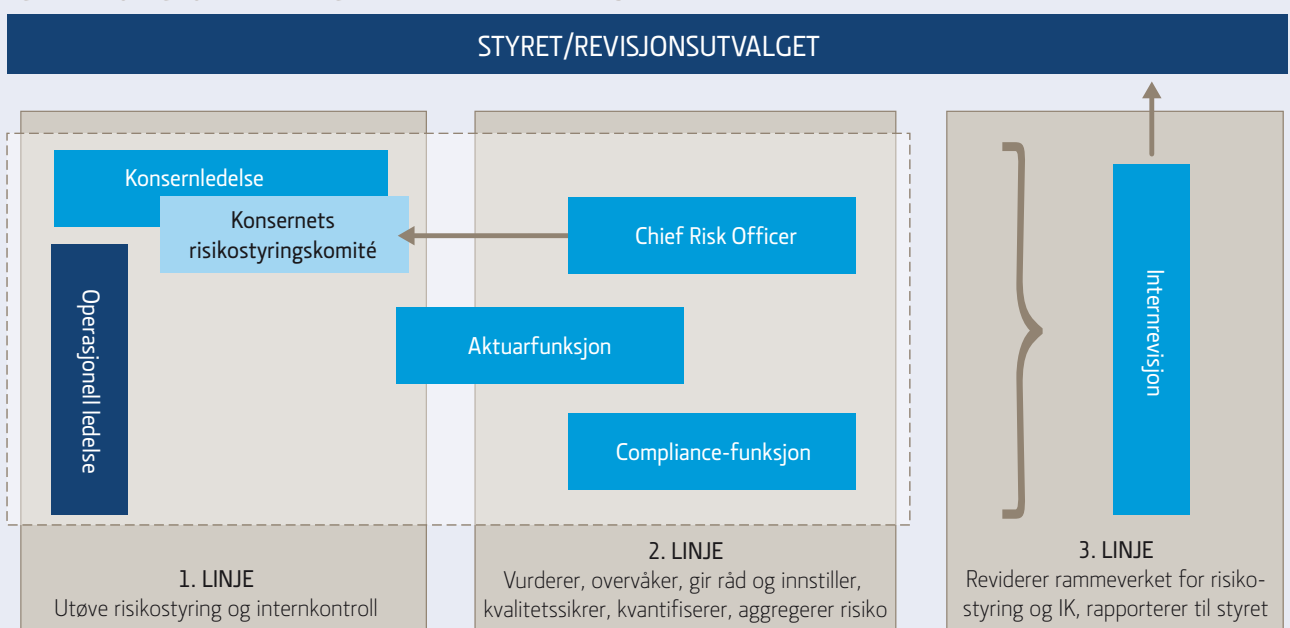 STYRET/REVISJONSUTVALGET
Konsernledelse
Konsernets
risikostyringskomité
Operasjonell ledelse
Chief Risk Officer
Aktuarfunksjon
Compliance-funksjon
Internrevisjon
1. LINJE
Utøve risikostyring og internkontroll
2. LINJE
Vurderer, overvåker, gir råd og innstiller,
kvalitetssikrer, kvantifiserer, aggregerer risiko
3. LINJE
Reviderer rammeverket for risiko-
styring og IK, rapporterer til styret